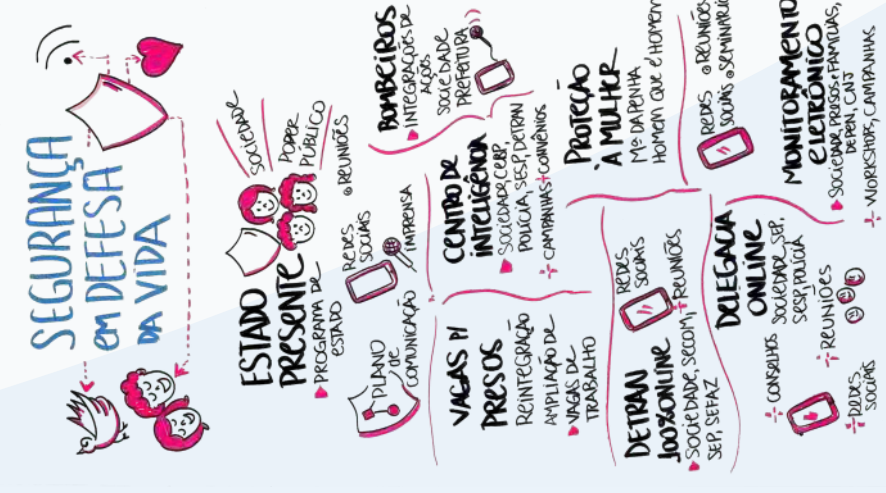 SEGURANÇA
em DEFESA
DA VIDA
ESTADO
PRESENTE
PROGRAMA DE
ESTADO
SOCIEDADE
PODER
PÚBLICO
REUNIÕES
PLANO
de
COMUNICAÇÃO
REDES
SOCIAIS
IMPRENSA
BOMBEIROS
INTEGRAÇÕES DE
AÇÕES
SOCIEDADE
PREFEITURA
VAGAS P/
PRESOS
REINTEGRAÇÃO
AMPLIAÇÃO DE
VAGAS DE
TRABALHO
CENTRO DE
INTELIGÊNCIA
SOCIEDADE, CERP,
POLÍCIA, SESP, DETRAN
CAMPANHAS + CONVÊNIOS
PROTEÇÃO
À MULHER
Mª DA PENHA
Homem que é Homem
DETRAN
100% ONLINE
SOCIEDADE, SECOM,
SEP, SEFAZ
REDES
SOCIAIS
+ REUNIÕES
REDES
SOCIAIS
REUNIÕES
SEMINÁRIO
DELEGACIA
ONLINE
SOCIEDADE, SEP,
SESP, POLÍCIA
CONSELHOS
REUNIÕES
REDES
SOCIAIS
MONITORAMENTO
ELETRÔNICO
SOCIEDADE, PRESOS + FAMÍLIAS,
DEPEN, CNJ
WORKSHOPS, CAMPANHAS